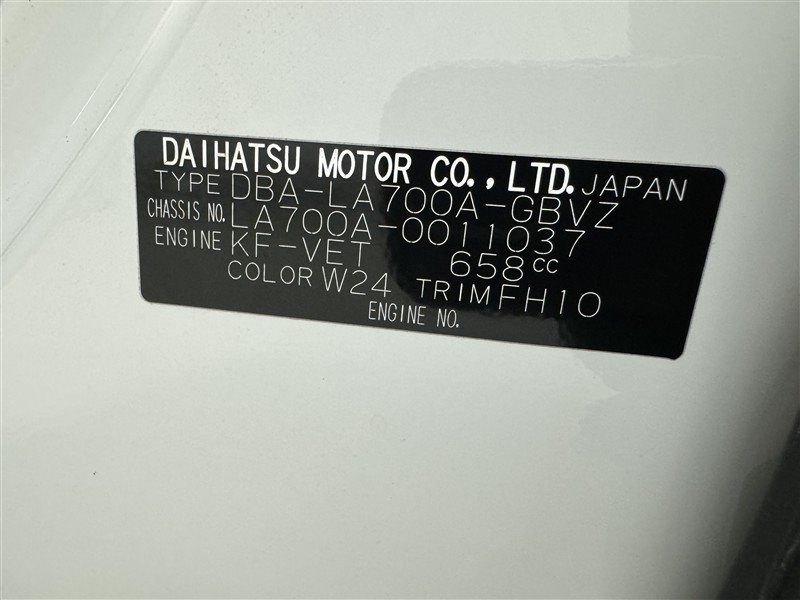 DAIHATSU MOTOR CO., LTD. JAPAN
TYPE DBA-LA700A-GBVZ
CHASSIS NO. LA700A-0011037
ENGINE KF-VET 658cc
COLOR W24 TRIM FH10
ENGINE NO.